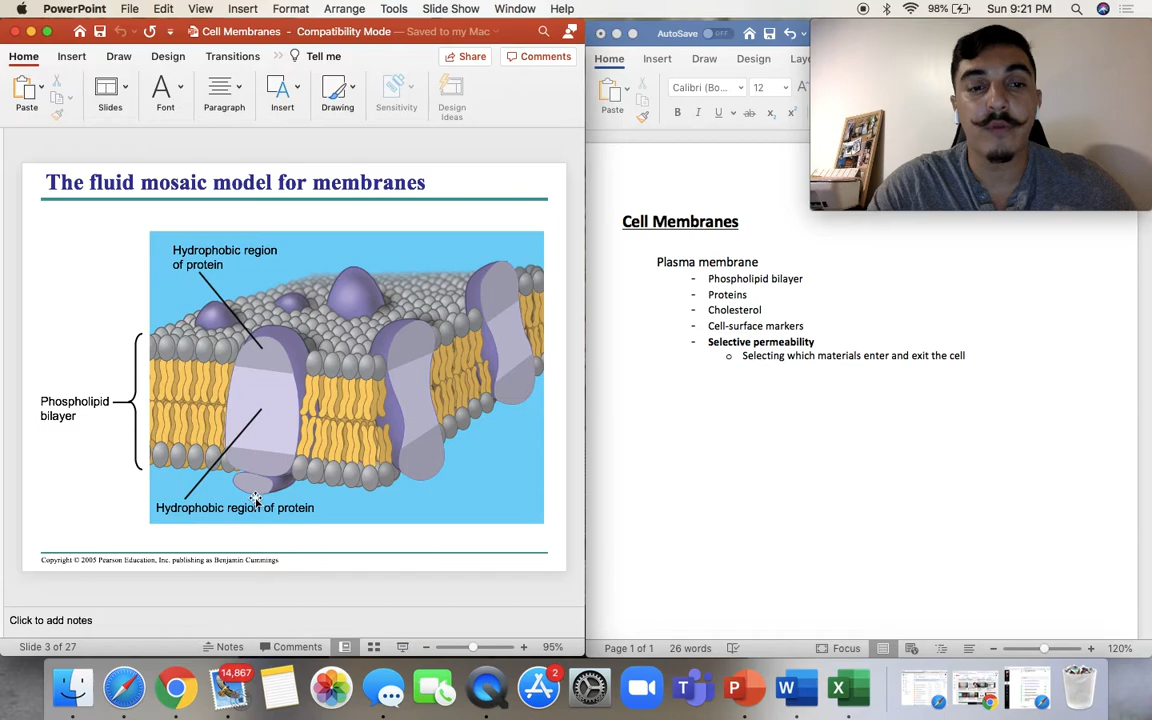 PowerPoint File Edit View Insert Format Arrange Tools Slide Show Window Help 98% Sun 9:21 PM
Cell Membranes - Compatibility Mode — Saved to my Mac
Home Insert Draw Design Transitions Tell me Share Comments
Paste Slides Font Paragraph Insert Drawing Sensitivity Design Ideas
AutoSave OFF
Home Insert Draw Design Layo
Paste Calibri (Bo... 12
B I U ab x₂ x²
The fluid mosaic model for membranes
Hydrophobic region
of protein
Phospholipid
bilayer
Hydrophobic region of protein
Copyright © 2005 Pearson Education, Inc. publishing as Benjamin Cummings
Click to add notes
Slide 3 of 27 Notes Comments 95%
Cell Membranes
Plasma membrane
- Phospholipid bilayer
- Proteins
- Cholesterol
- Cell-surface markers
- Selective permeability
o Selecting which materials enter and exit the cell
Page 1 of 1 26 words Focus 120%
14,867
2